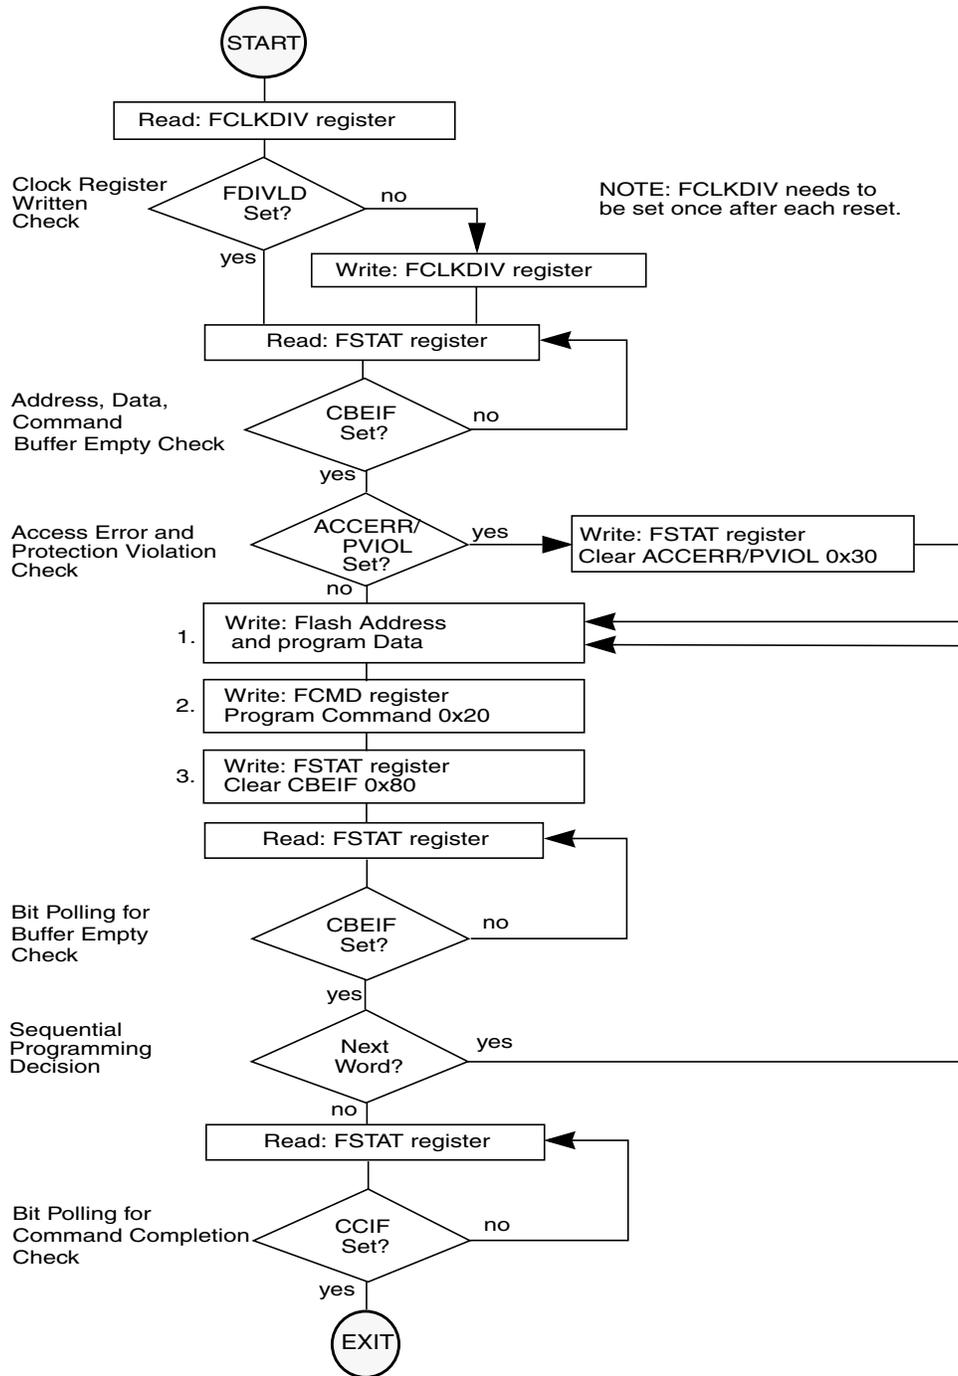 START
Read: FCLKDIV register
Clock Register
Written
Check
FDIVLD
Set?
no
yes
NOTE: FCLKDIV needs to
be set once after each reset.
Write: FCLKDIV register
Read: FSTAT register
Address, Data,
Command
Buffer Empty Check
CBEIF
Set?
no
yes
Access Error and
Protection Violation
Check
ACCERR/
PVIOL
Set?
yes
no
Write: FSTAT register
Clear ACCERR/PVIOL 0x30
1.
Write: Flash Address
and program Data
2.
Write: FCMD register
Program Command 0x20
3.
Write: FSTAT register
Clear CBEIF 0x80
Read: FSTAT register
Bit Polling for
Buffer Empty
Check
CBEIF
Set?
no
yes
Sequential
Programming
Decision
Next
Word?
yes
no
Read: FSTAT register
Bit Polling for
Command Completion
Check
CCIF
Set?
no
yes
EXIT